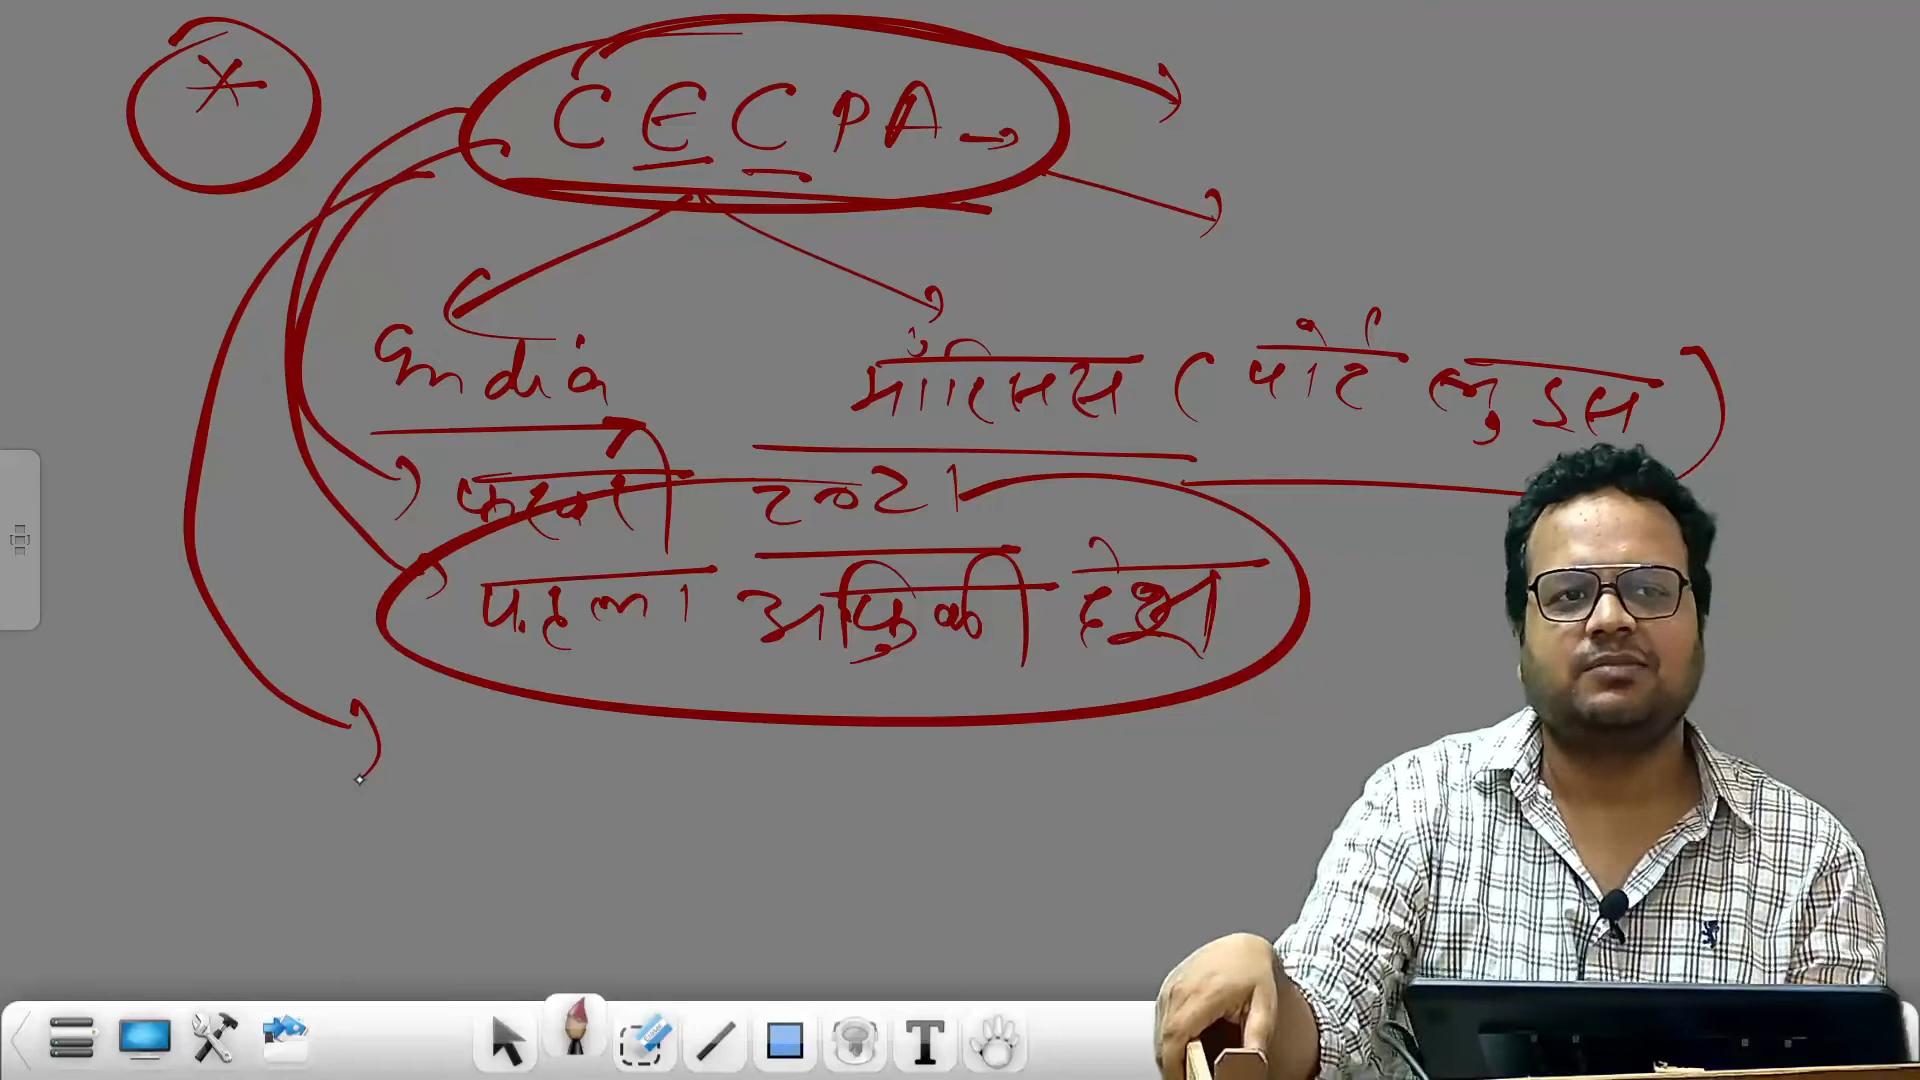 *
CECPA
India मॉरिसस (पोर्ट लुइस)
फरवरी 2021
पहला अफ्रिकी देश
T